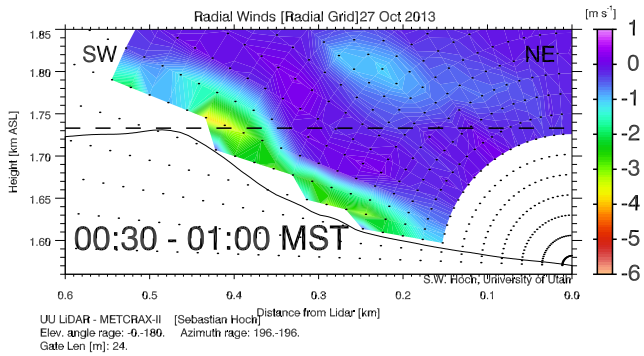 Radial Winds [Radial Grid]27 Oct 2013
[m s⁻¹]
SW
NE
1.85
1.80
1.75
1.70
1.65
1.60
Height [km ASL]
1
0
-1
-2
-3
-4
-5
-6
00:30 - 01:00 MST
S.W. Hoch, University of Utah
0.6 0.5 0.4 0.3 0.2 0.1 0.0
Distance from Lidar [km]
UU LiDAR - METCRAX-II [Sebastian Hoch]
Elev. angle rage: -0.-180. Azimuth rage: 196.-196.
Gate Len [m]: 24.